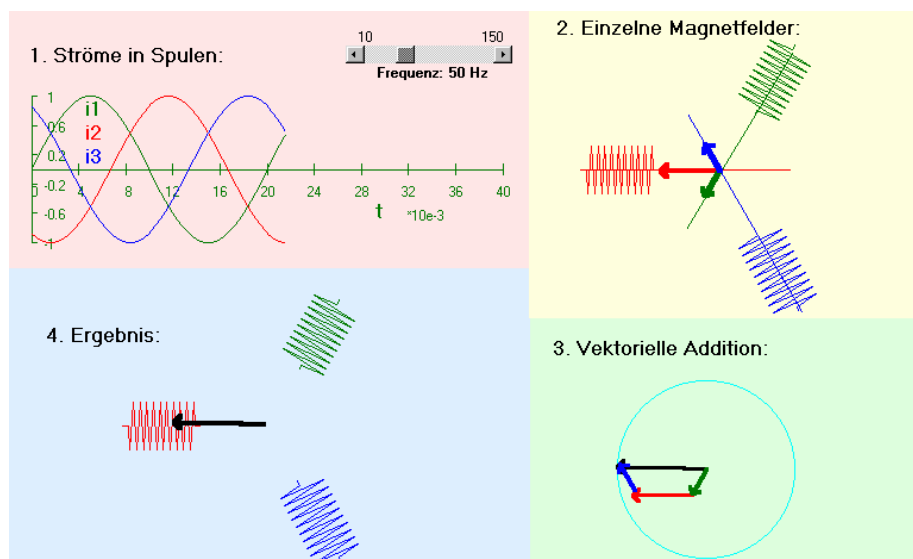 1. Ströme in Spulen:
10 150
Frequenz: 50 Hz
1
i1
0.6
i2
0.2
i3
0 4 8 12 16 20 24 28 32 36 40
-0.2
-0.6
t *10e-3
-1
2. Einzelne Magnetfelder:
4. Ergebnis:
3. Vektorielle Addition: